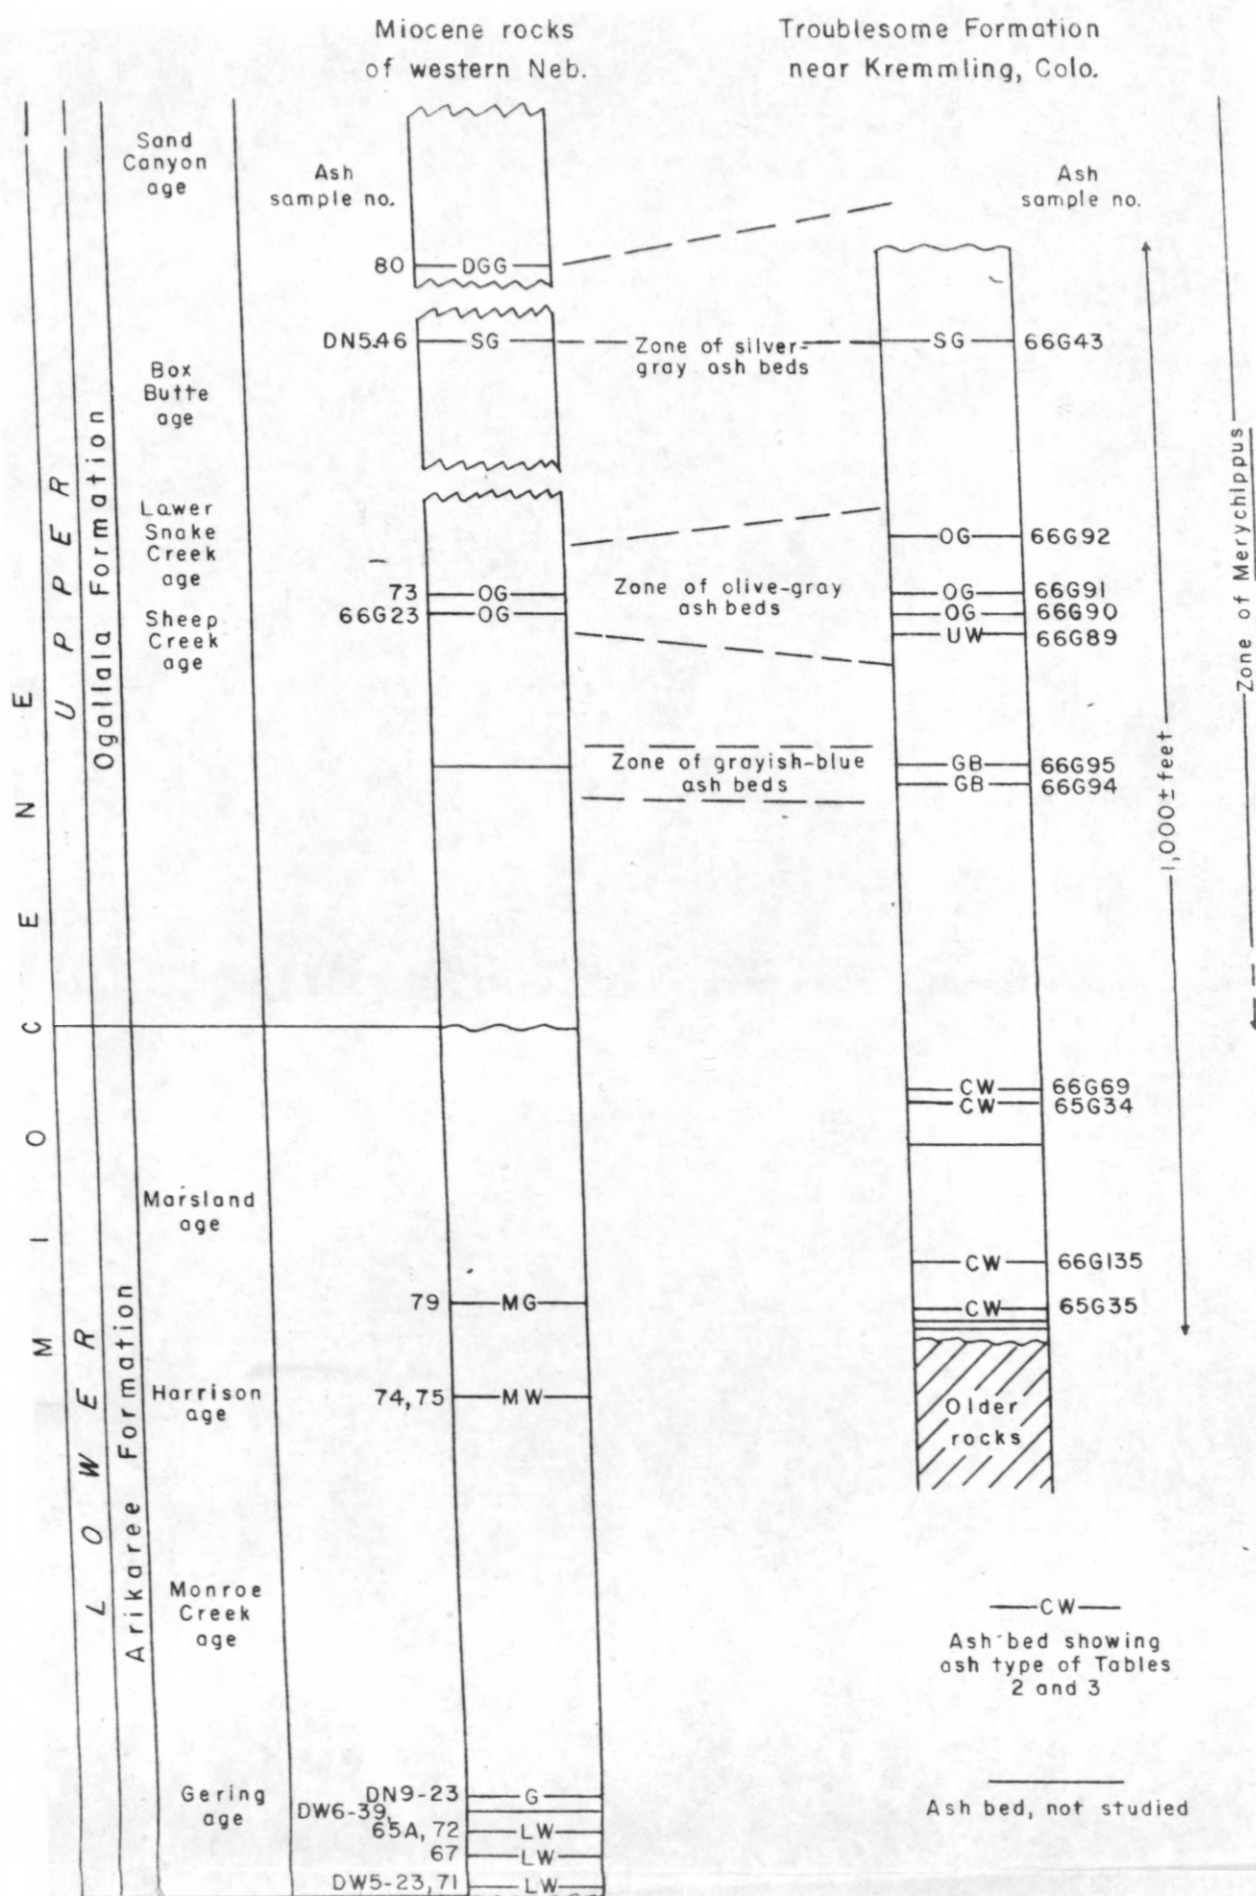 Miocene rocks
of western Neb.
Troublesome Formation
near Kremmling, Colo.
MIOCENE
UPPER
LOWER
Ogallala Formation
Arikaree Formation
Sand
Canyon
age
Box
Butte
age
Lower
Snake
Creek
age
Sheep
Creek
age
Marsland
age
Harrison
age
Monroe
Creek
age
Gering
age
Ash
sample no.
80 DGG
DN5.46 SG
73 OG
66G23 OG
79 MG
74,75 MW
DN9-23 G
DW6-39,
65A,72 LW
67 LW
DW5-23,71 LW
Zone of silver-
gray ash beds
Zone of olive-gray
ash beds
Zone of grayish-blue
ash beds
Ash
sample no.
SG 66G43
OG 66G92
OG 66G91
OG 66G90
UW 66G89
GB 66G95
GB 66G94
CW 66G69
CW 65G34
CW 66G135
CW 65G35
Older
rocks
1,000±feet
Zone of Merychippus
CW
Ash bed showing
ash type of Tables
2 and 3
Ash bed, not studied